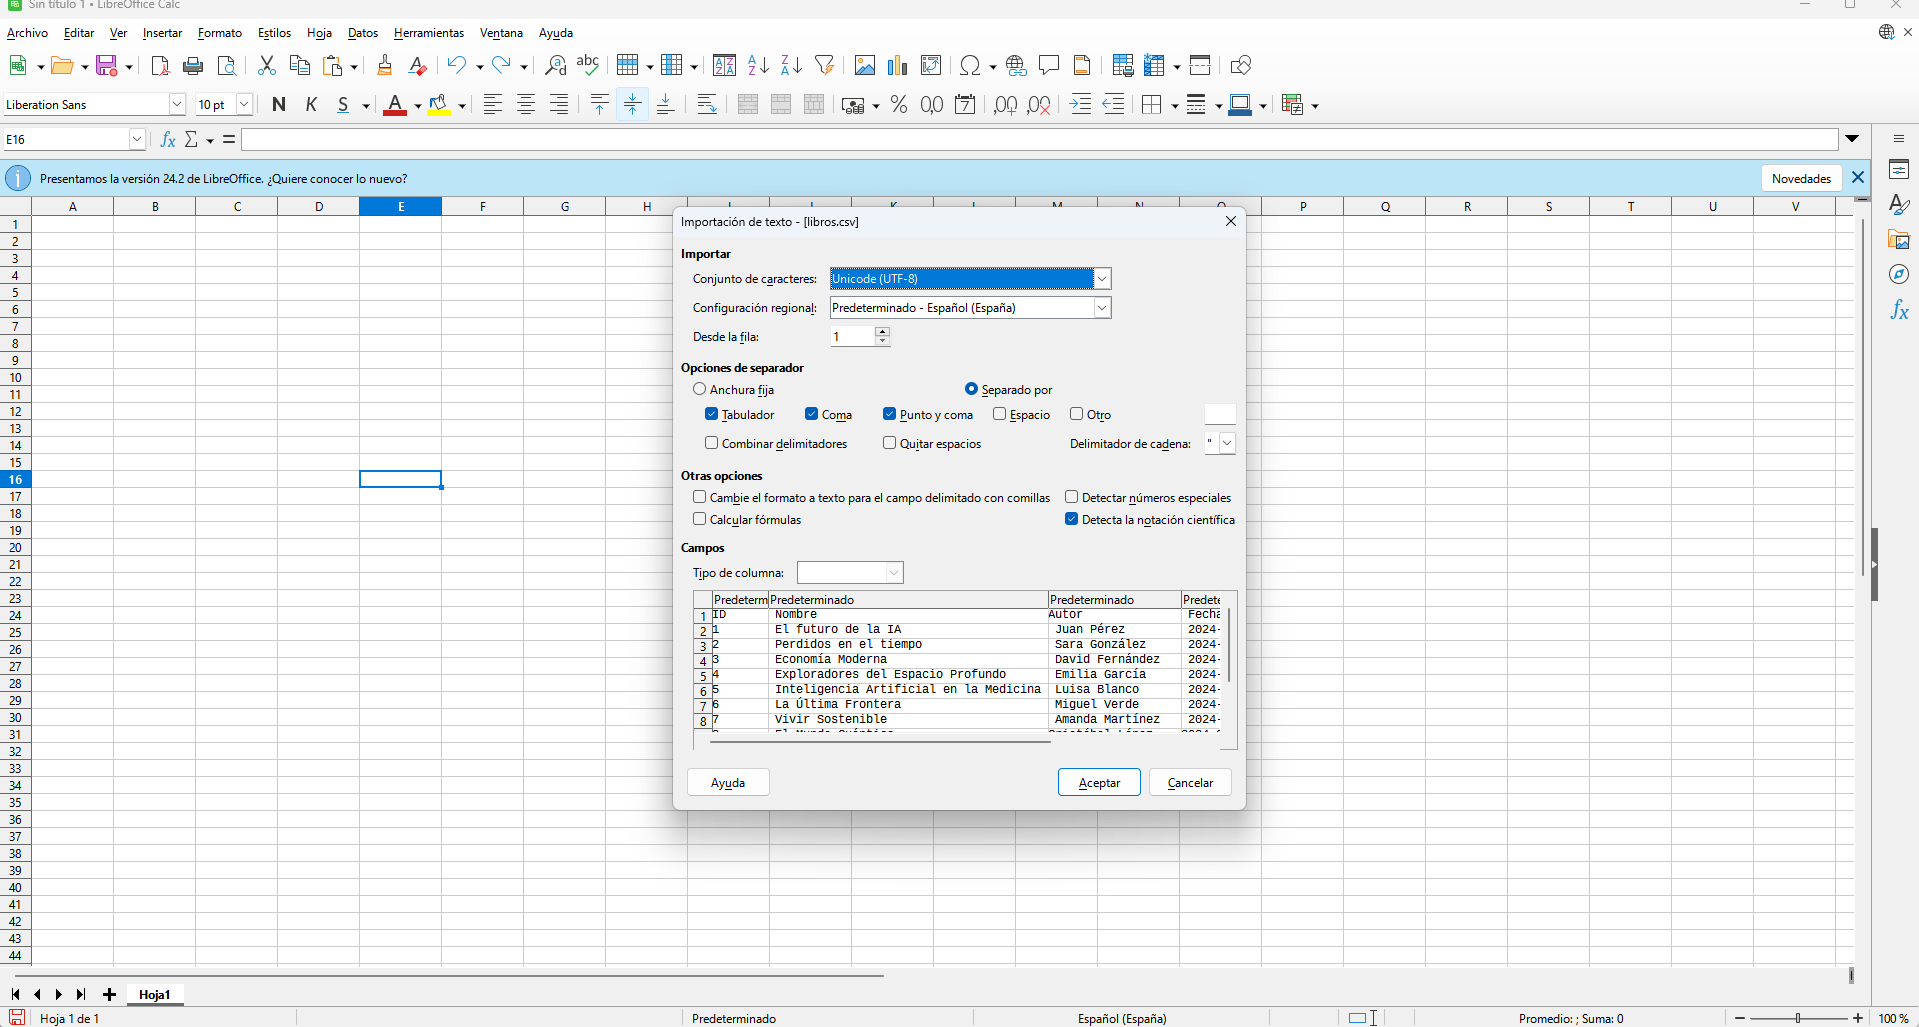 Sin título 1 • LibreOffice Calc
Archivo Editar Ver Insertar Formato Estilos Hoja Datos Herramientas Ventana Ayuda
Liberation Sans 10 pt N K S
E16
Presentamos la versión 24.2 de LibreOffice. ¿Quiere conocer lo nuevo? Novedades
A B C D E F G H I J K L M N O P Q R S T U V
1
2
3
4
5
6
7
8
9
10
11
12
13
14
15
16
17
18
19
20
21
22
23
24
25
26
27
28
29
30
31
32
33
34
35
36
37
38
39
40
41
42
43
44
Importación de texto - [libros.csv]
Importar
Conjunto de caracteres: Unicode (UTF-8)
Configuración regional: Predeterminado - Español (España)
Desde la fila: 1
Opciones de separador
Anchura fija Separado por
Tabulador Coma Punto y coma Espacio Otro
Combinar delimitadores Quitar espacios Delimitador de cadena: "
Otras opciones
Cambie el formato a texto para el campo delimitado con comillas Detectar números especiales
Calcular fórmulas Detecta la notación científica
Campos
Tipo de columna:
Predeterm Predeterminado Predeterminado Predete
1 ID Nombre Autor Fecha
2 1 El futuro de la IA Juan Pérez 2024-
3 2 Perdidos en el tiempo Sara González 2024-
4 3 Economía Moderna David Fernández 2024-
5 4 Exploradores del Espacio Profundo Emilia García 2024-
6 5 Inteligencia Artificial en la Medicina Luisa Blanco 2024-
7 6 La Última Frontera Miguel Verde 2024-
8 7 Vivir Sostenible Amanda Martínez 2024-
Ayuda Aceptar Cancelar
Hoja1
Hoja 1 de 1 Predeterminado Español (España) Promedio: ; Suma: 0 100 %